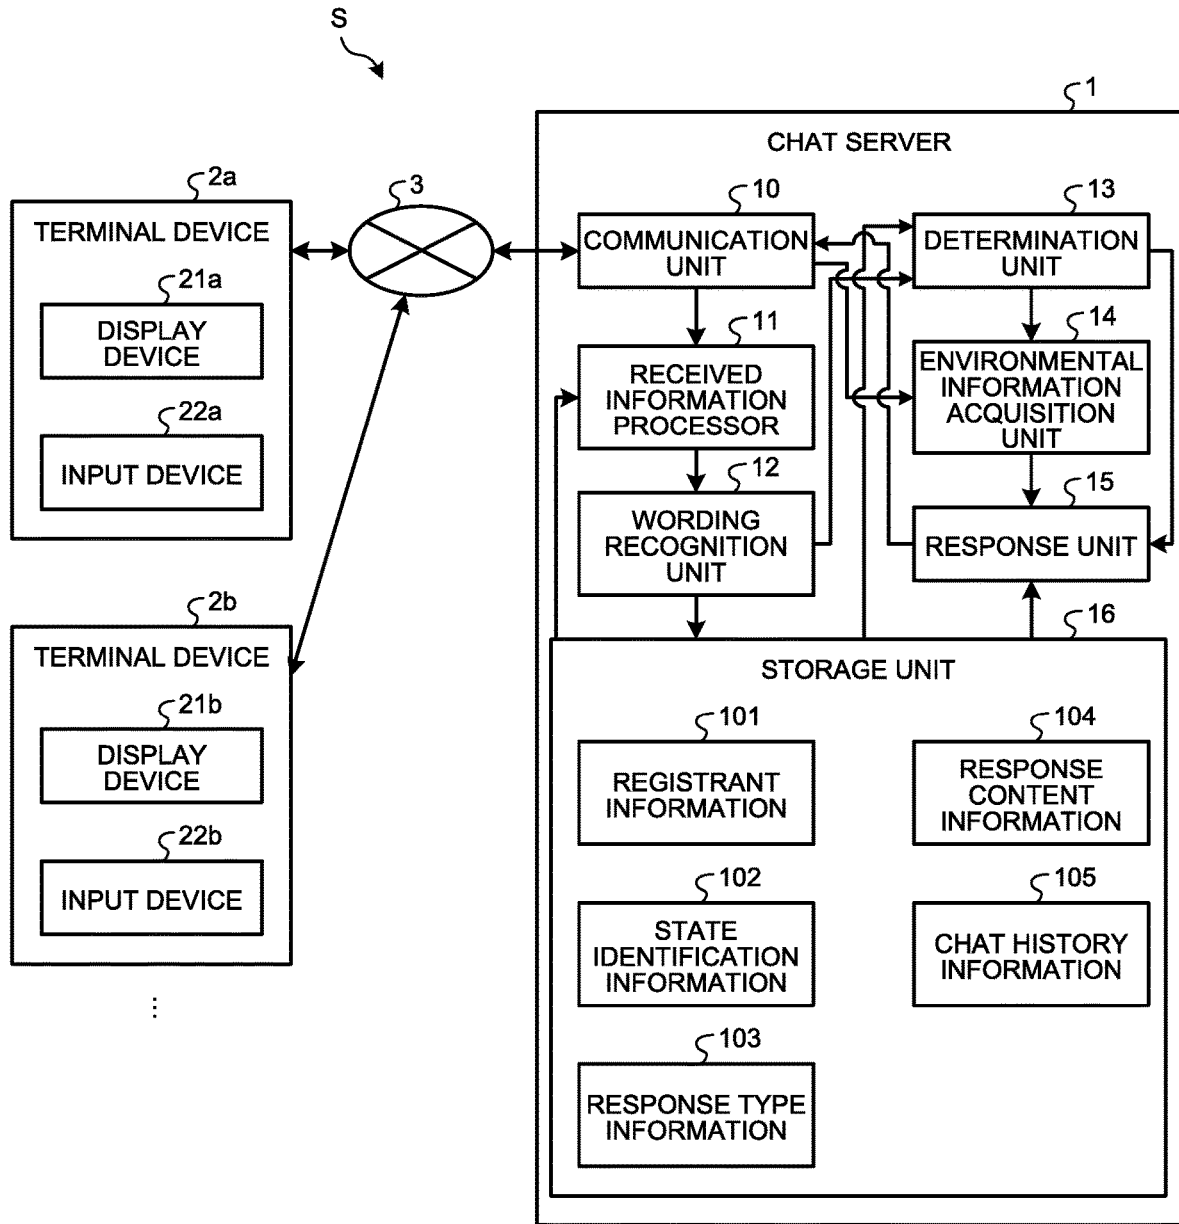 S
1
CHAT SERVER
2a
TERMINAL DEVICE
21a
DISPLAY
DEVICE
22a
INPUT DEVICE
3
10
COMMUNICATION
UNIT
13
DETERMINATION
UNIT
11
RECEIVED
INFORMATION
PROCESSOR
14
ENVIRONMENTAL
INFORMATION
ACQUISITION
UNIT
12
WORDING
RECOGNITION
UNIT
15
RESPONSE UNIT
2b
TERMINAL DEVICE
21b
DISPLAY
DEVICE
22b
INPUT DEVICE
⋮
16
STORAGE UNIT
101
REGISTRANT
INFORMATION
104
RESPONSE
CONTENT
INFORMATION
102
STATE
IDENTIFICATION
INFORMATION
105
CHAT HISTORY
INFORMATION
103
RESPONSE TYPE
INFORMATION